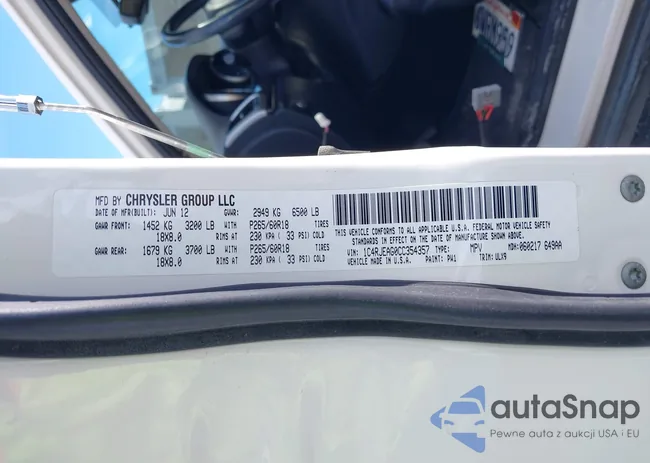 MFD BY CHRYSLER GROUP LLC
DATE OF MFR(BUILT): JUN 12 GVWR: 2949 KG 6500 LB
GAWR FRONT: 1452 KG 3200 LB WITH P265/60R18 TIRES
18X8.0 RIMS AT 230 KPA ( 33 PSI) COLD
GAWR REAR: 1679 KG 3700 LB WITH P265/60R18 TIRES
18X8.0 RIMS AT 230 KPA ( 33 PSI) COLD
THIS VEHICLE CONFORMS TO ALL APPLICABLE U.S.A. FEDERAL MOTOR VEHICLE SAFETY
STANDARDS IN EFFECT ON THE DATE OF MANUFACTURE SHOWN ABOVE.
VIN: 1C4RJEAG0CC354357 TYPE: MPV MDH: 060217 649AA
VEHICLE MADE IN U.S.A. PAINT: PW1 TRIM: ULX9
autaSnap
Pewne auta z aukcji USA i EU